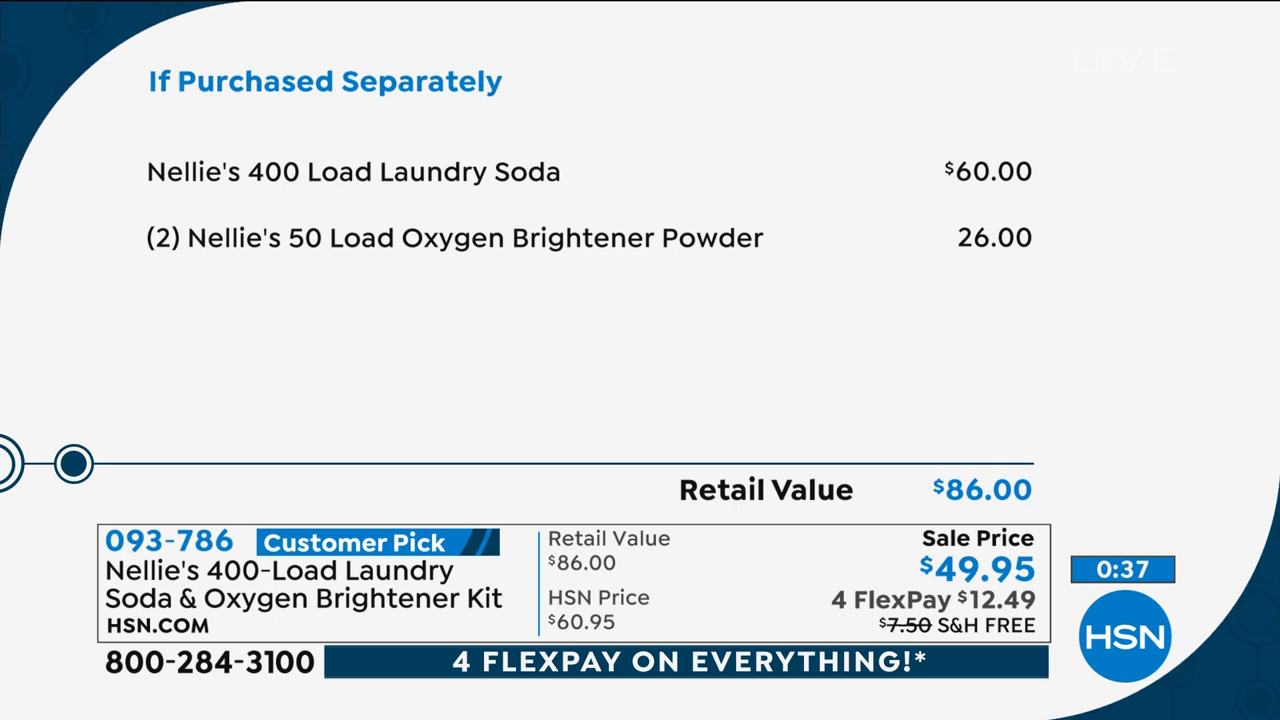 LIVE
If Purchased Separately
Nellie's 400 Load Laundry Soda $60.00
(2) Nellie's 50 Load Oxygen Brightener Powder 26.00
Retail Value $86.00
093-786 Customer Pick
Nellie's 400-Load Laundry
Soda & Oxygen Brightener Kit
HSN.COM
Retail Value
$86.00
HSN Price
$60.95
Sale Price
$49.95
4 FlexPay $12.49
$7.50 S&H FREE
0:37
HSN
800-284-3100 4 FLEXPAY ON EVERYTHING!*